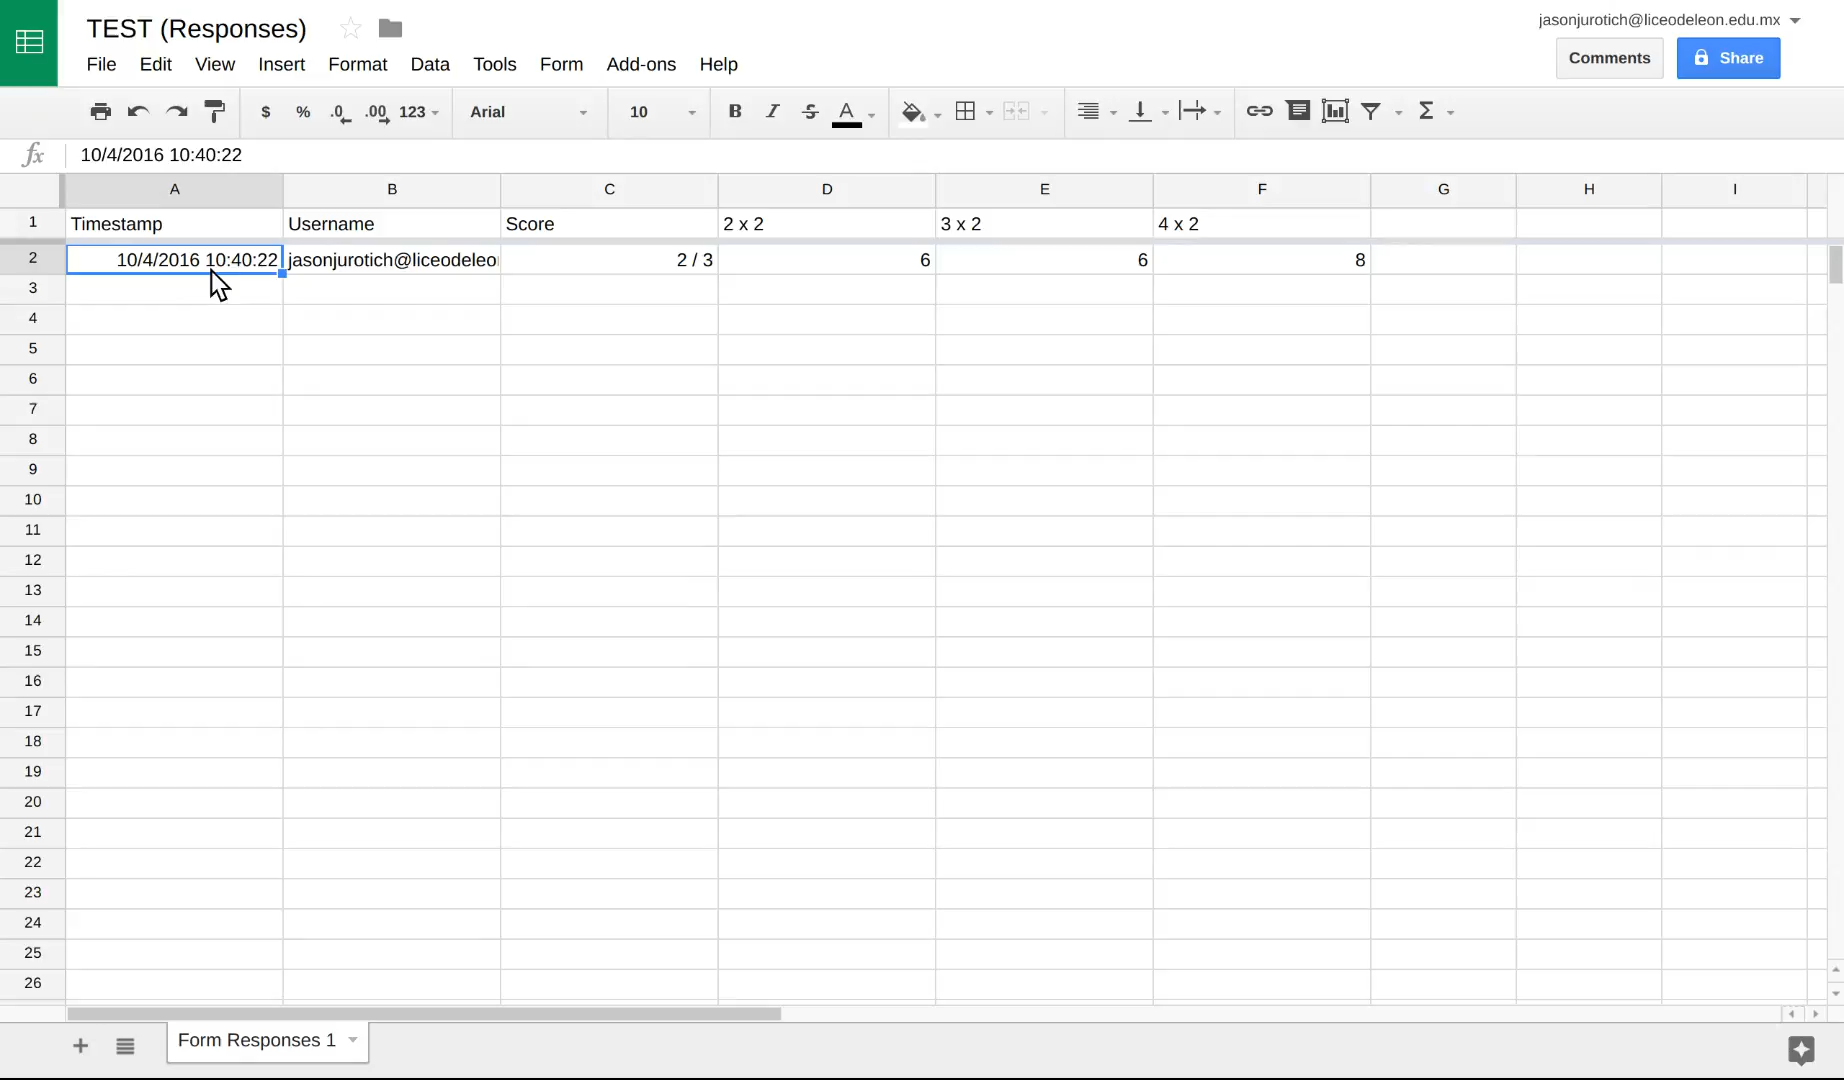 TEST (Responses)
jasonjurotich@liceodeleon.edu.mx
File Edit View Insert Format Data Tools Form Add-ons Help
Comments
Share
$ % .0 .00 123 Arial 10 B I S A Σ
fx 10/4/2016 10:40:22
A B C D E F G H I
1 Timestamp Username Score 2 x 2 3 x 2 4 x 2
2 10/4/2016 10:40:22 jasonjurotich@liceodeleo 2 / 3 6 6 8
3
4
5
6
7
8
9
10
11
12
13
14
15
16
17
18
19
20
21
22
23
24
25
26
+ Form Responses 1